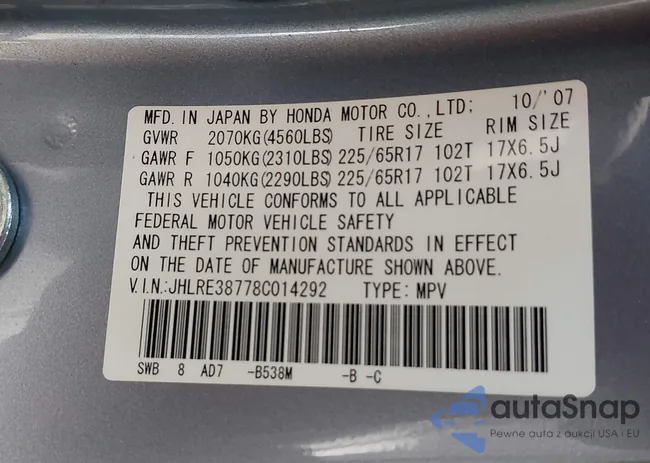 MFD. IN JAPAN BY HONDA MOTOR CO.,LTD; 10/'07
GVWR 2070KG(4560LBS) TIRE SIZE RIM SIZE
GAWR F 1050KG(2310LBS) 225/65R17 102T 17X6.5J
GAWR R 1040KG(2290LBS) 225/65R17 102T 17X6.5J
THIS VEHICLE CONFORMS TO ALL APPLICABLE
FEDERAL MOTOR VEHICLE SAFETY
AND THEFT PREVENTION STANDARDS IN EFFECT
ON THE DATE OF MANUFACTURE SHOWN ABOVE.
V.I.N:JHLRE38778C014292 TYPE: MPV
SWB 8 AD7 -B538M -B -C
autaSnap
Pewne auta z aukcji USA i EU